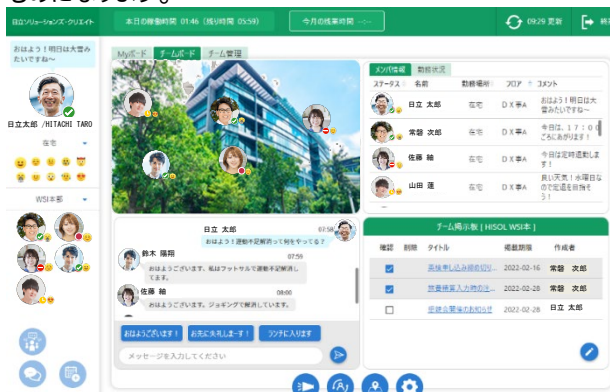 日立ソリューションズ・クリエイト
本日の稼働時間 01:46 (残り時間 05:59)
今月の残業時間 --:--
09:29 更新
おはよう！明日は大雪みたいですね～
日立太郎 /HITACHI TARO
在宅
WSI本部
Myボード
チームボード
チーム管理
メンバ情報
勤務状況
ステータス
名前
勤務場所
フロア
コメント
日立 太郎
在宅
ＤＸ事A
おはよう！明日は大雪みたいですね～
常磐 次郎
在宅
ＤＸ事A
今日は、１７：００ごろにあがります！
佐藤 紬
在宅
ＤＸ事A
今日は定時退勤します！
山田 蓮
在宅
ＤＸ事A
良い天気！水曜日なので定退を目指そう！
日立 太郎
07:58
おはよう！運動不足解消って何をやってる？
鈴木 陽翔
07:59
おはようございます。私はフットサルで運動不足解消してます。
佐藤 紬
08:00
おはようございます。ジョギングで解消しています。
おはようございます！
お先に失礼しまーす！
ランチに入ります
メッセージを入力してください
チーム掲示板 [ HISOL WSI本 ]
確認
削除
タイトル
掲載期限
作成者
2022-02-16
常磐 次郎
2022-02-28
常磐 次郎
2022-02-28
日立 太郎